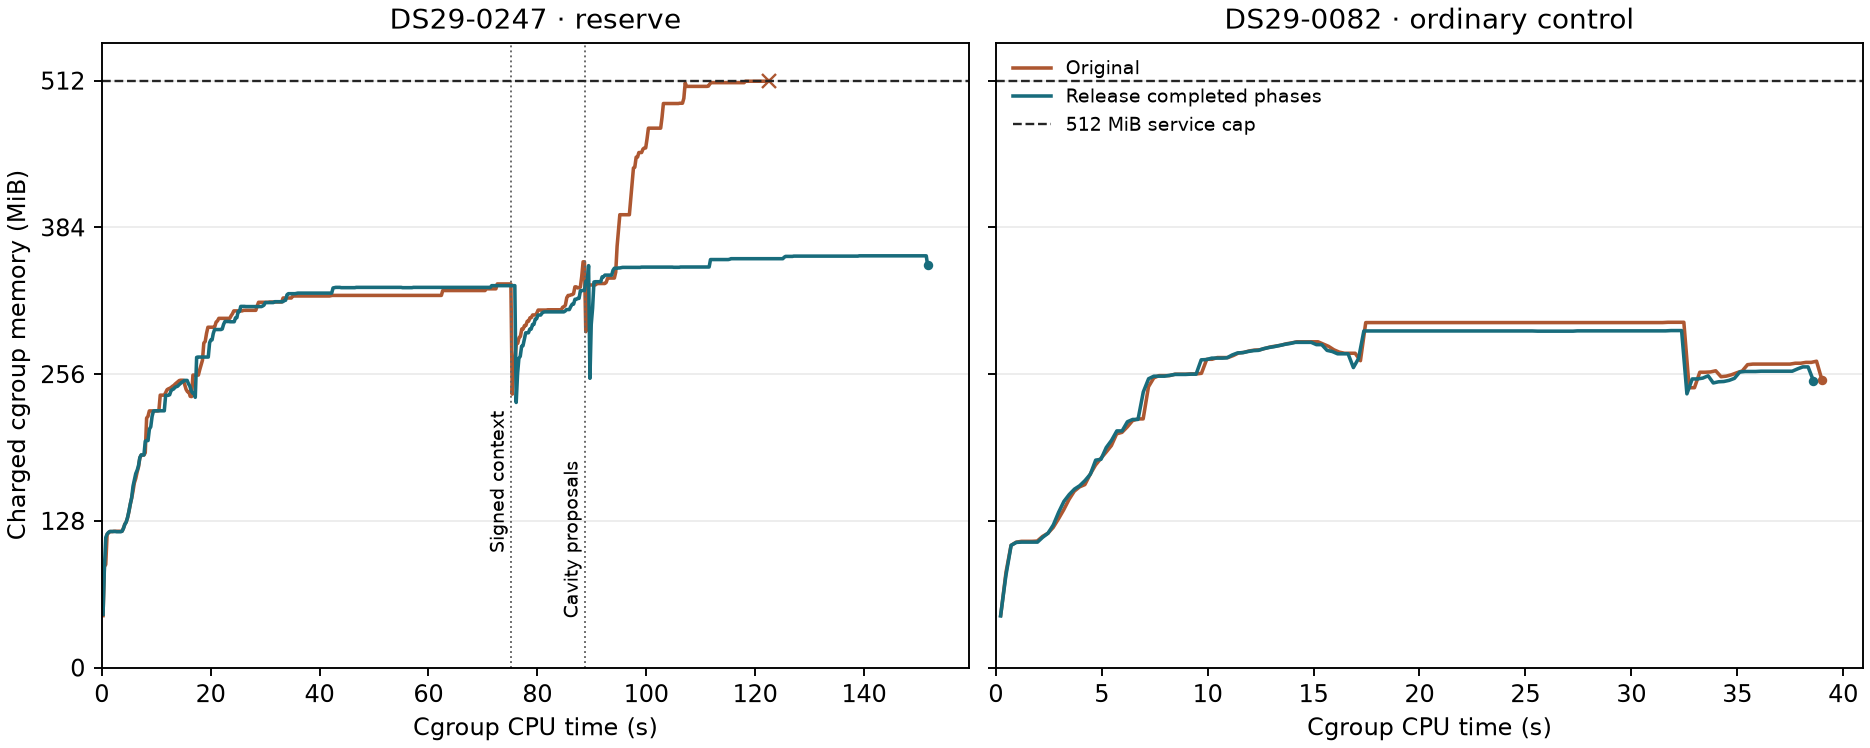 DS29-0247 · reserve
DS29-0082 · ordinary control
Charged cgroup memory (MiB)
512
384
256
128
0
Signed context
Cavity proposals
0 20 40 60 80 100 120 140
Cgroup CPU time (s)
Original
Release completed phases
512 MiB service cap
0 5 10 15 20 25 30 35 40
Cgroup CPU time (s)